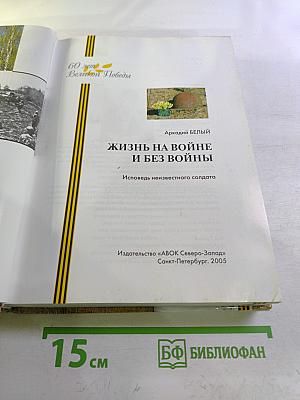 60 лет
Великой Победы
Аркадий БЕЛЫЙ
ЖИЗНЬ НА ВОЙНЕ
И БЕЗ ВОЙНЫ
Исповедь неизвестного солдата
Издательство «АВОК Северо-Запад»
Санкт-Петербург, 2005
15 см
БФ БИБЛИОФАН